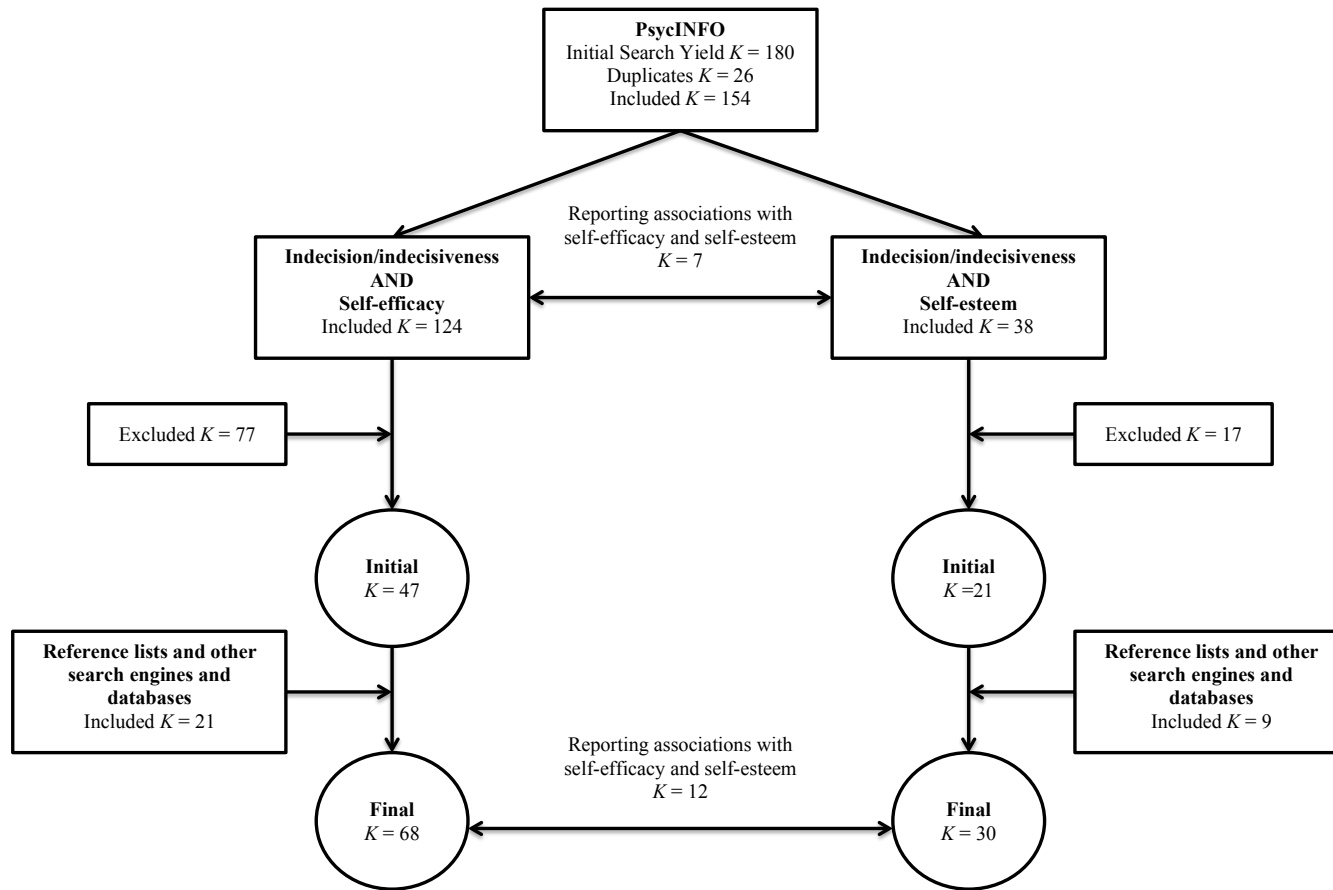 PsycINFO
Initial Search Yield K = 180
Duplicates K = 26
Included K = 154
Reporting associations with
self-efficacy and self-esteem
K = 7
Indecision/indecisiveness
AND
Self-efficacy
Included K = 124
Indecision/indecisiveness
AND
Self-esteem
Included K = 38
Excluded K = 77
Excluded K = 17
Initial
K = 47
Initial
K =21
Reference lists and other
search engines and
databases
Included K = 21
Reference lists and other
search engines and
databases
Included K = 9
Reporting associations with
self-efficacy and self-esteem
K = 12
Final
K = 68
Final
K = 30